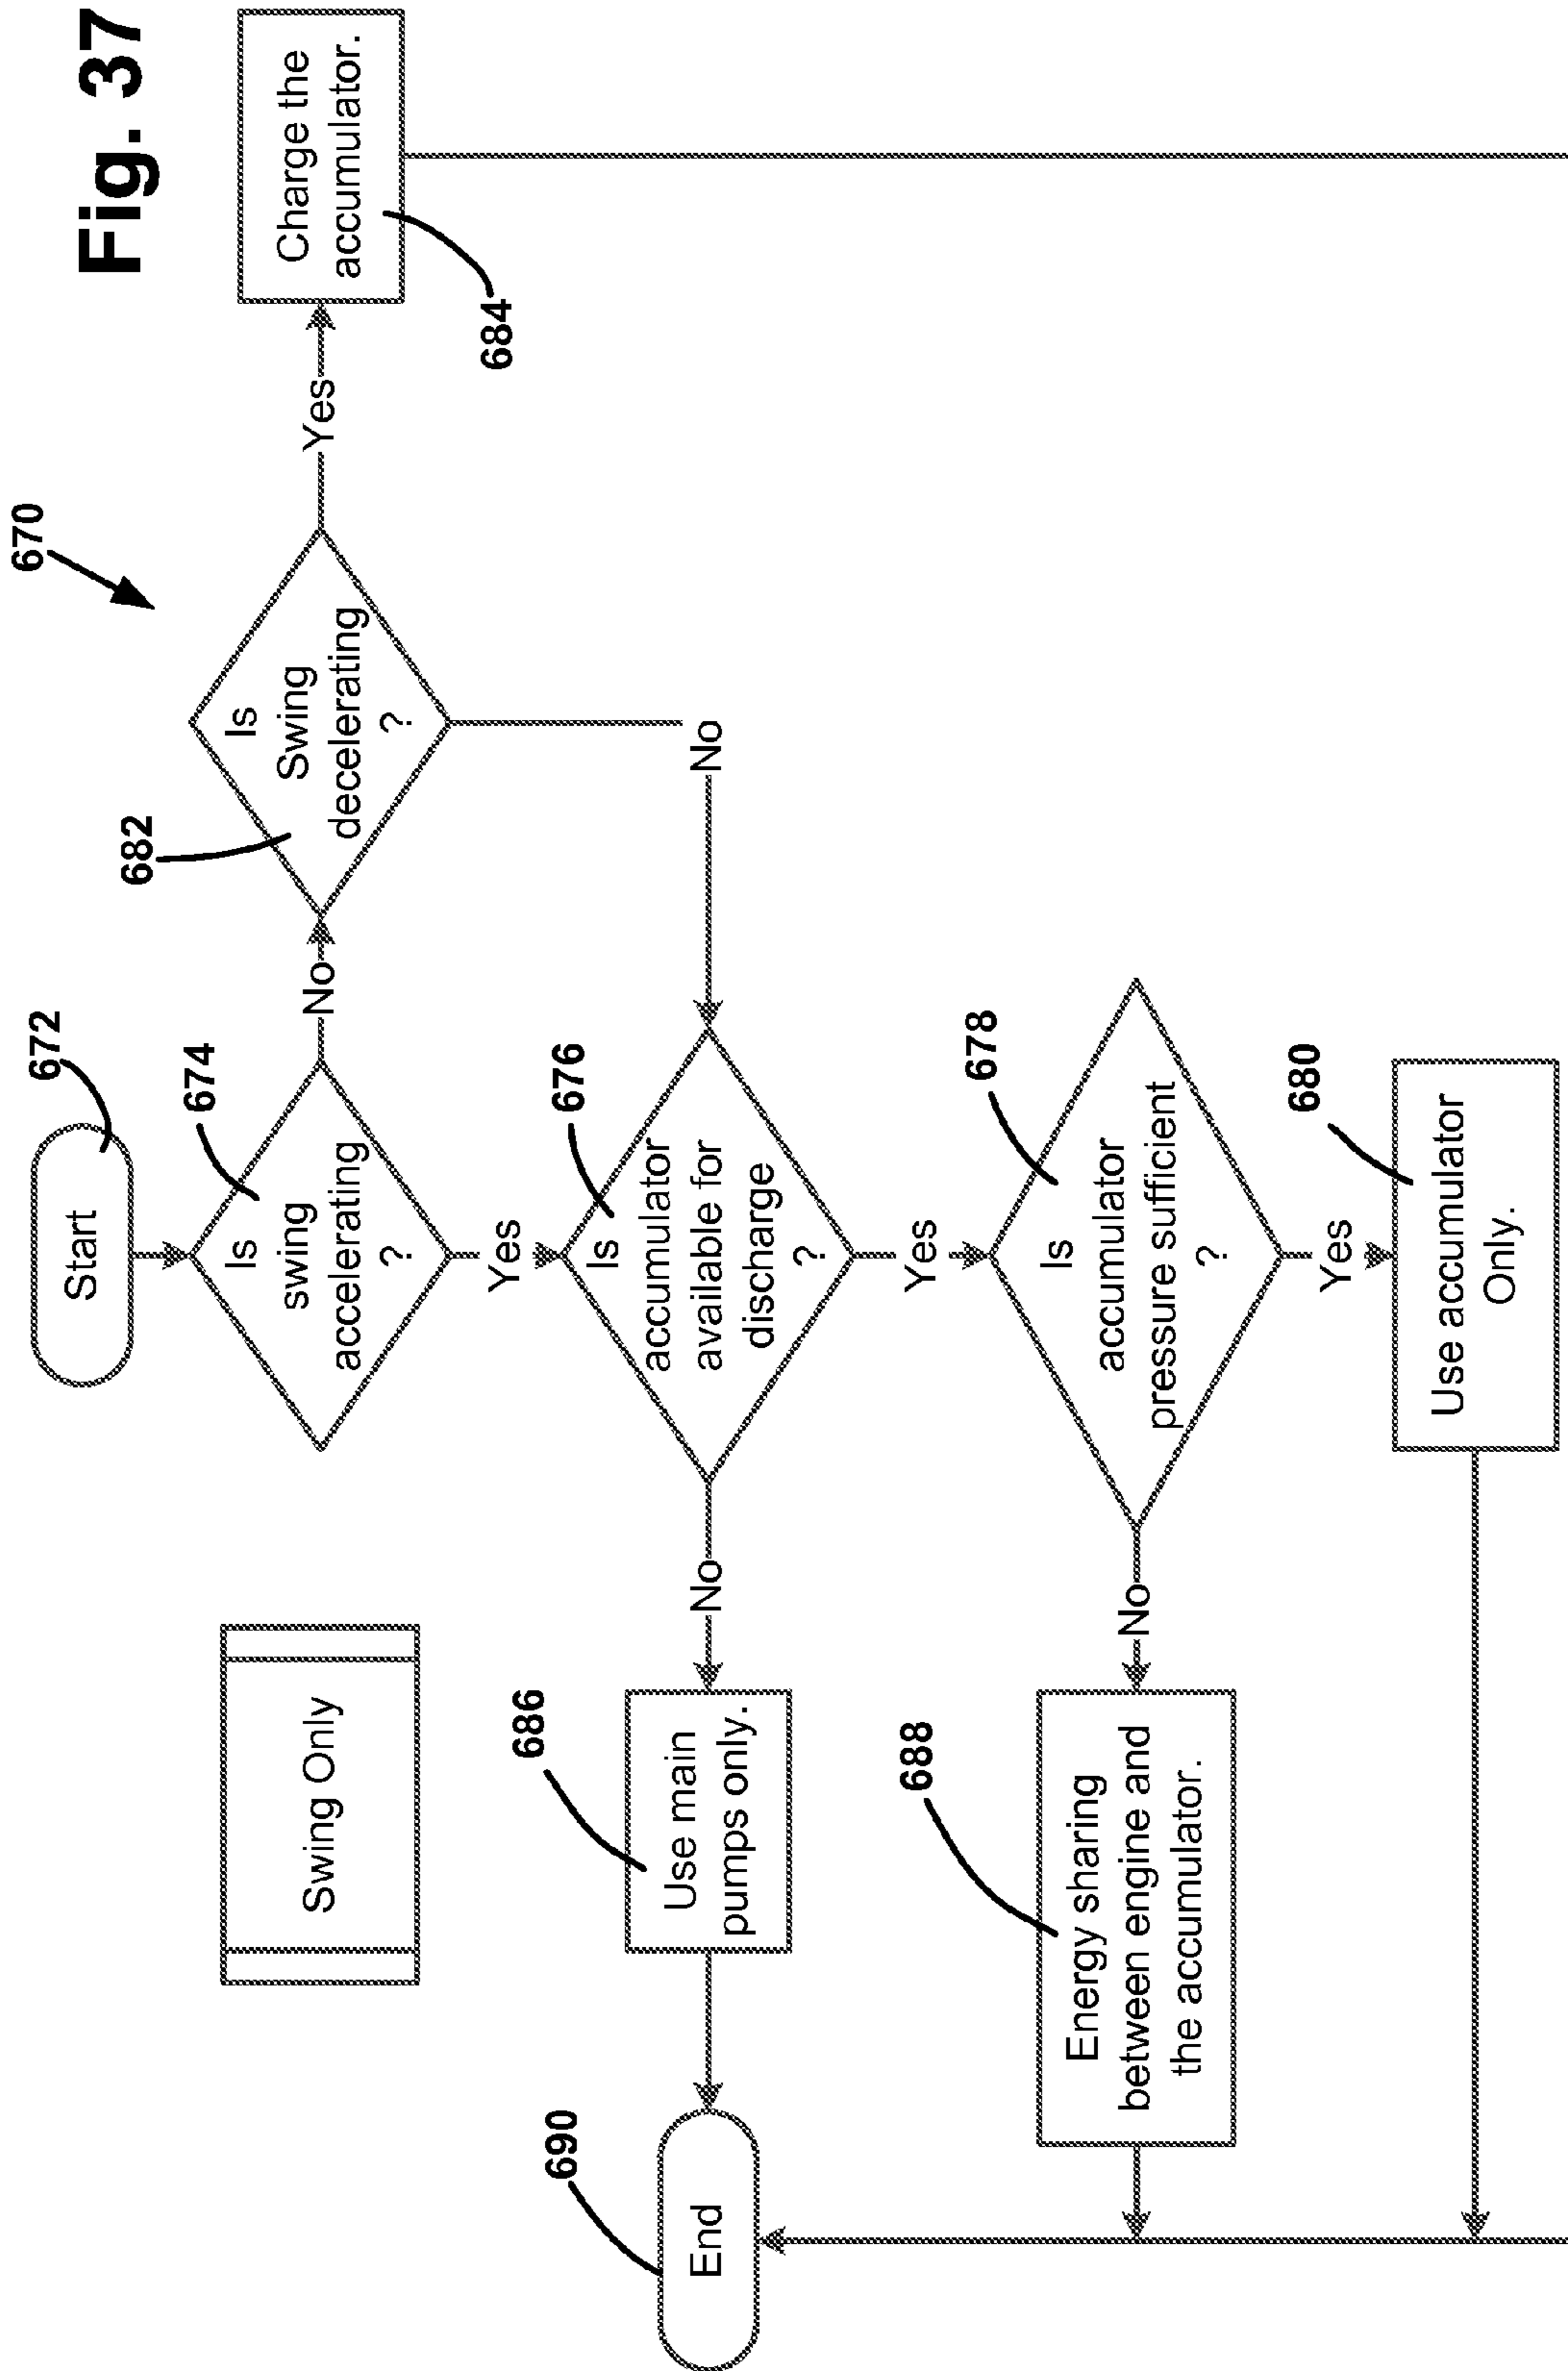 Fig. 37
670
672
Start
674
Is
swing
accelerating
?
No
682
Is
Swing
decelerating
?
Yes
Charge the
accumulator.
684
Swing Only
Yes
No
676
Is
accumulator
available for
discharge
?
No
686
Use main
pumps only.
690
End
Yes
678
Is
accumulator
pressure sufficient
?
No
688
Energy sharing
between engine and
the accumulator.
Yes
680
Use accumulator
Only.